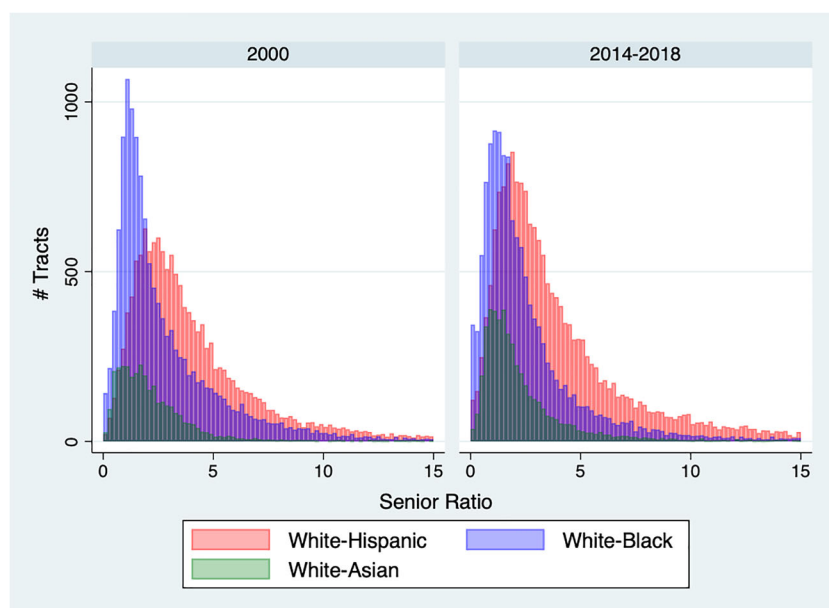 2000
2014-2018
# Tracts
1000
500
0
0 5 10 15
0 5 10 15
Senior Ratio
White-Hispanic
White-Black
White-Asian